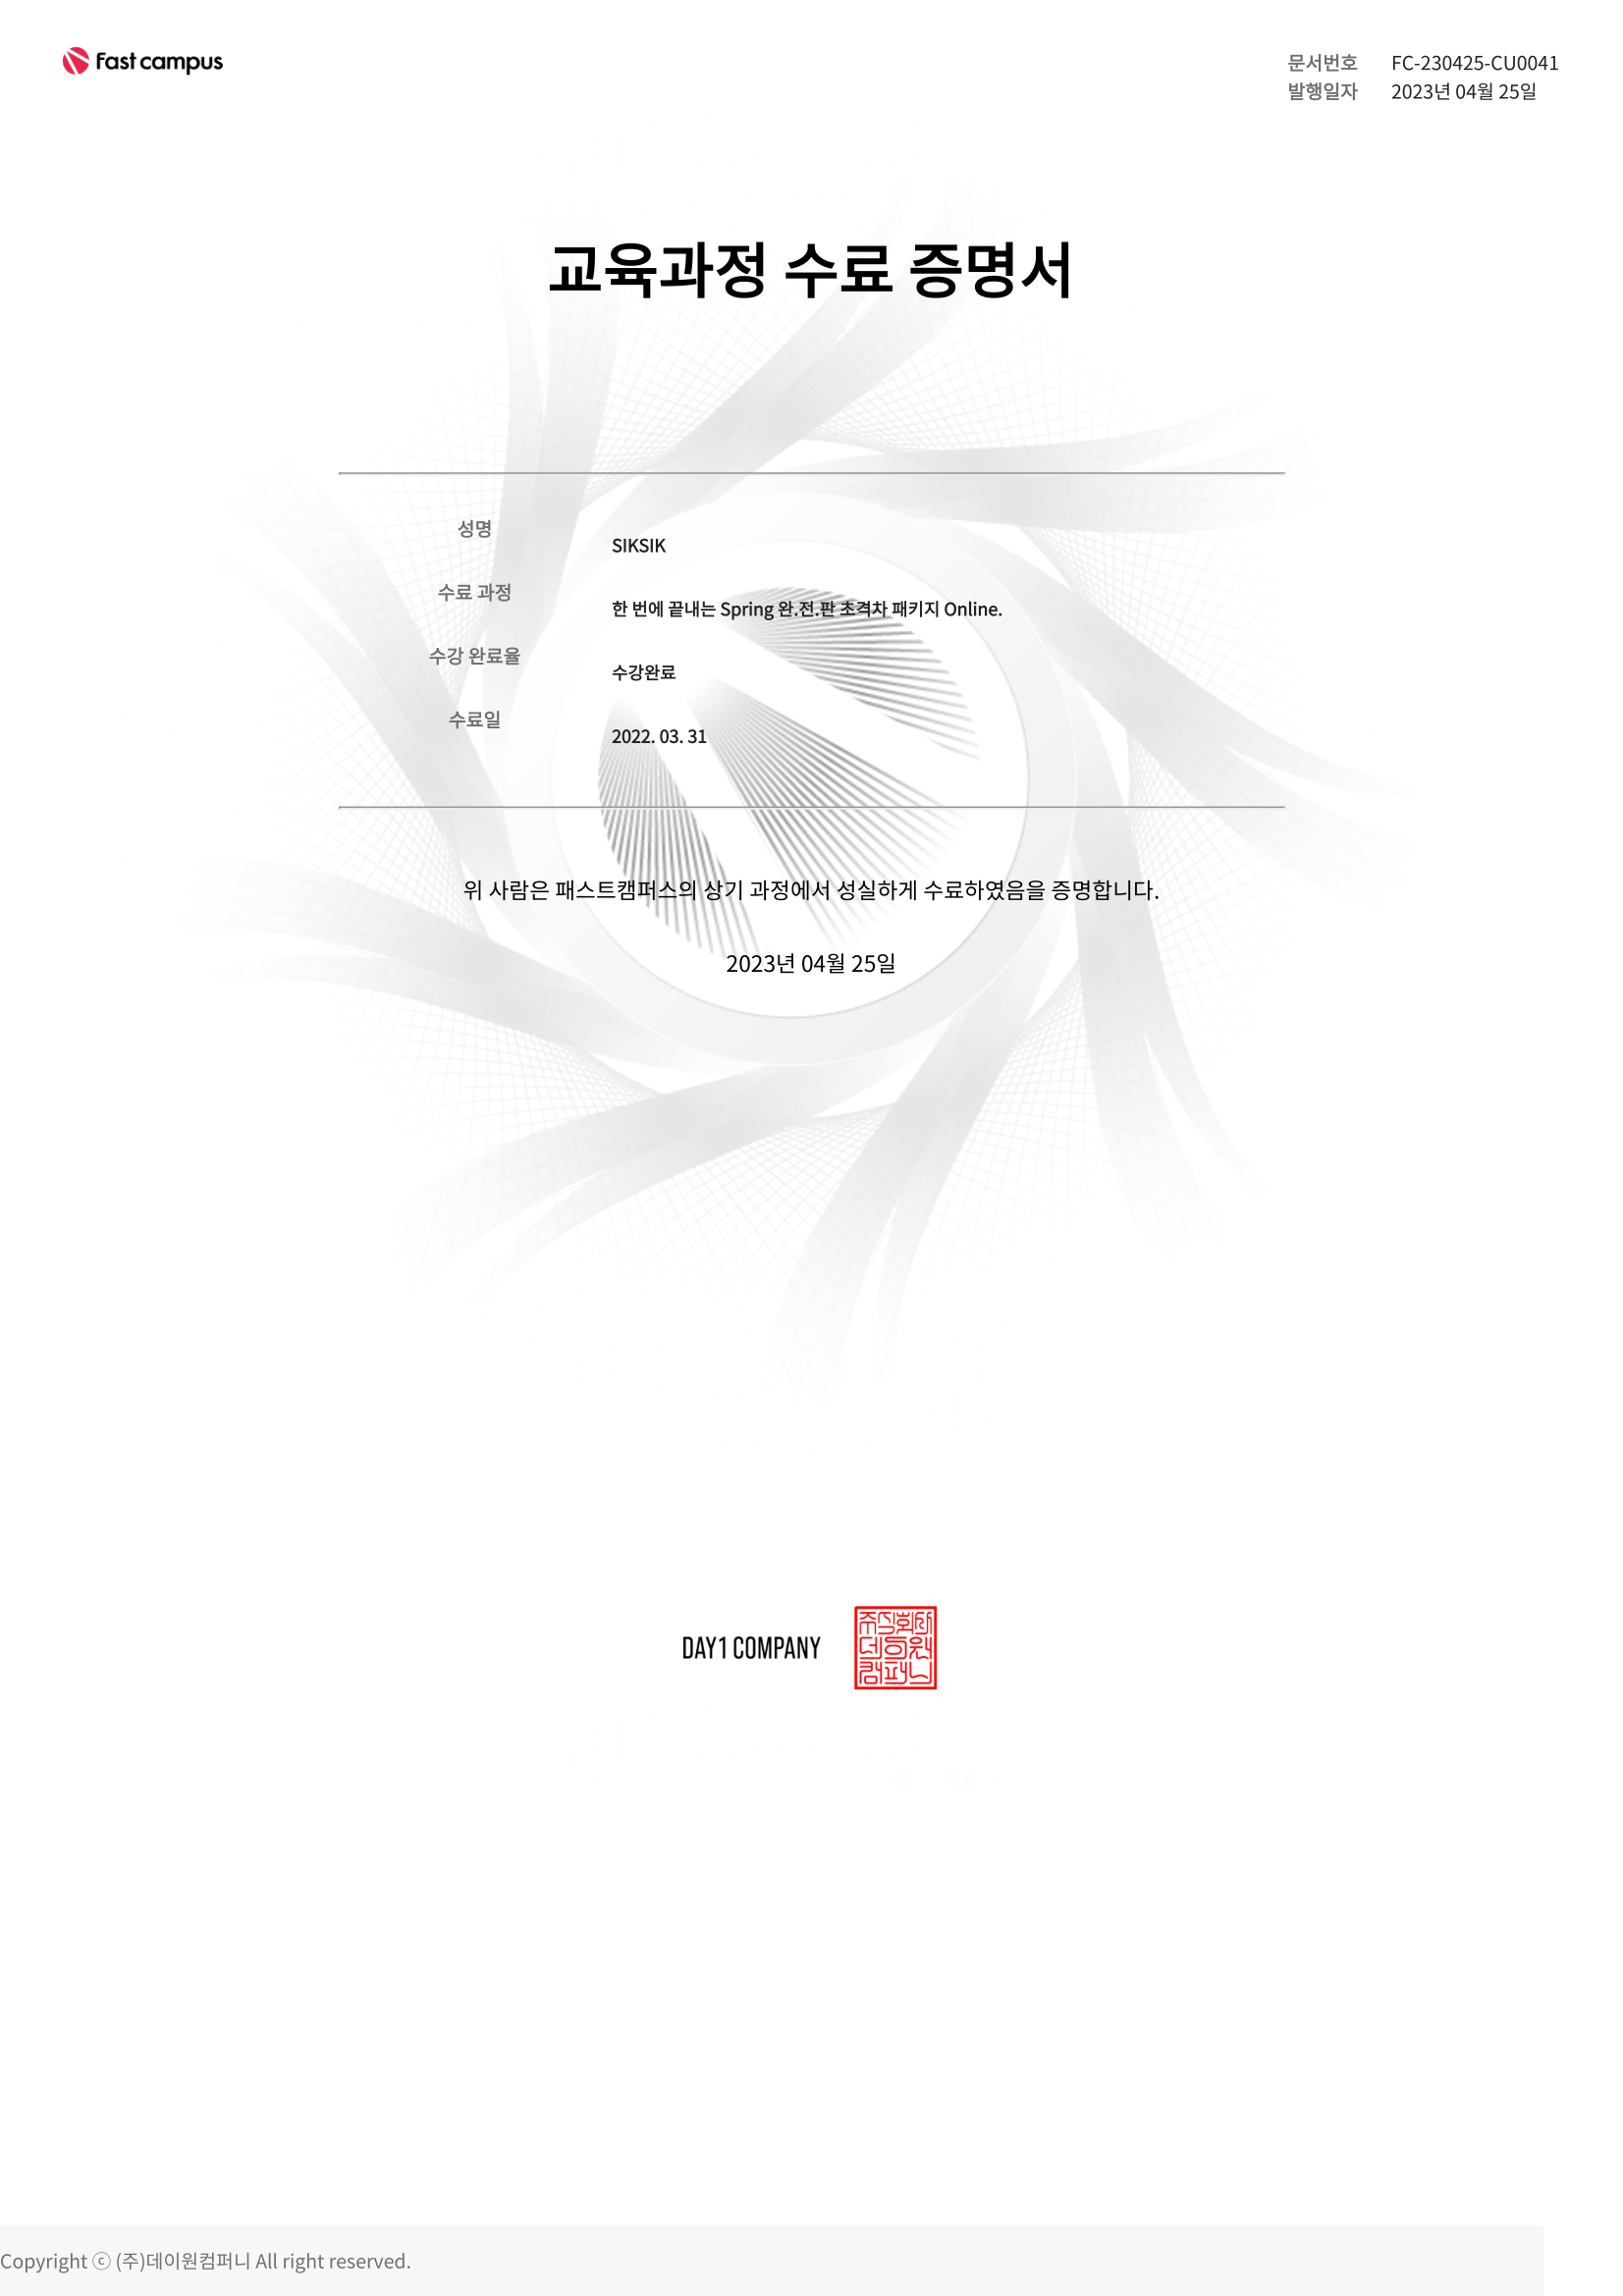 Fast campus
문서번호 FC-230425-CU0041
발행일자 2023년 04월 25일
교육과정 수료 증명서
성명 SIKSIK
수료 과정 한 번에 끝내는 Spring 완.전.판 초격차 패키지 Online.
수강 완료율 수강완료
수료일 2022. 03. 31
위 사람은 패스트캠퍼스의 상기 과정에서 성실하게 수료하였음을 증명합니다.
2023년 04월 25일
DAY1 COMPANY
주식회사
데이원
컴퍼니
Copyright ⓒ (주)데이원컴퍼니 All right reserved.